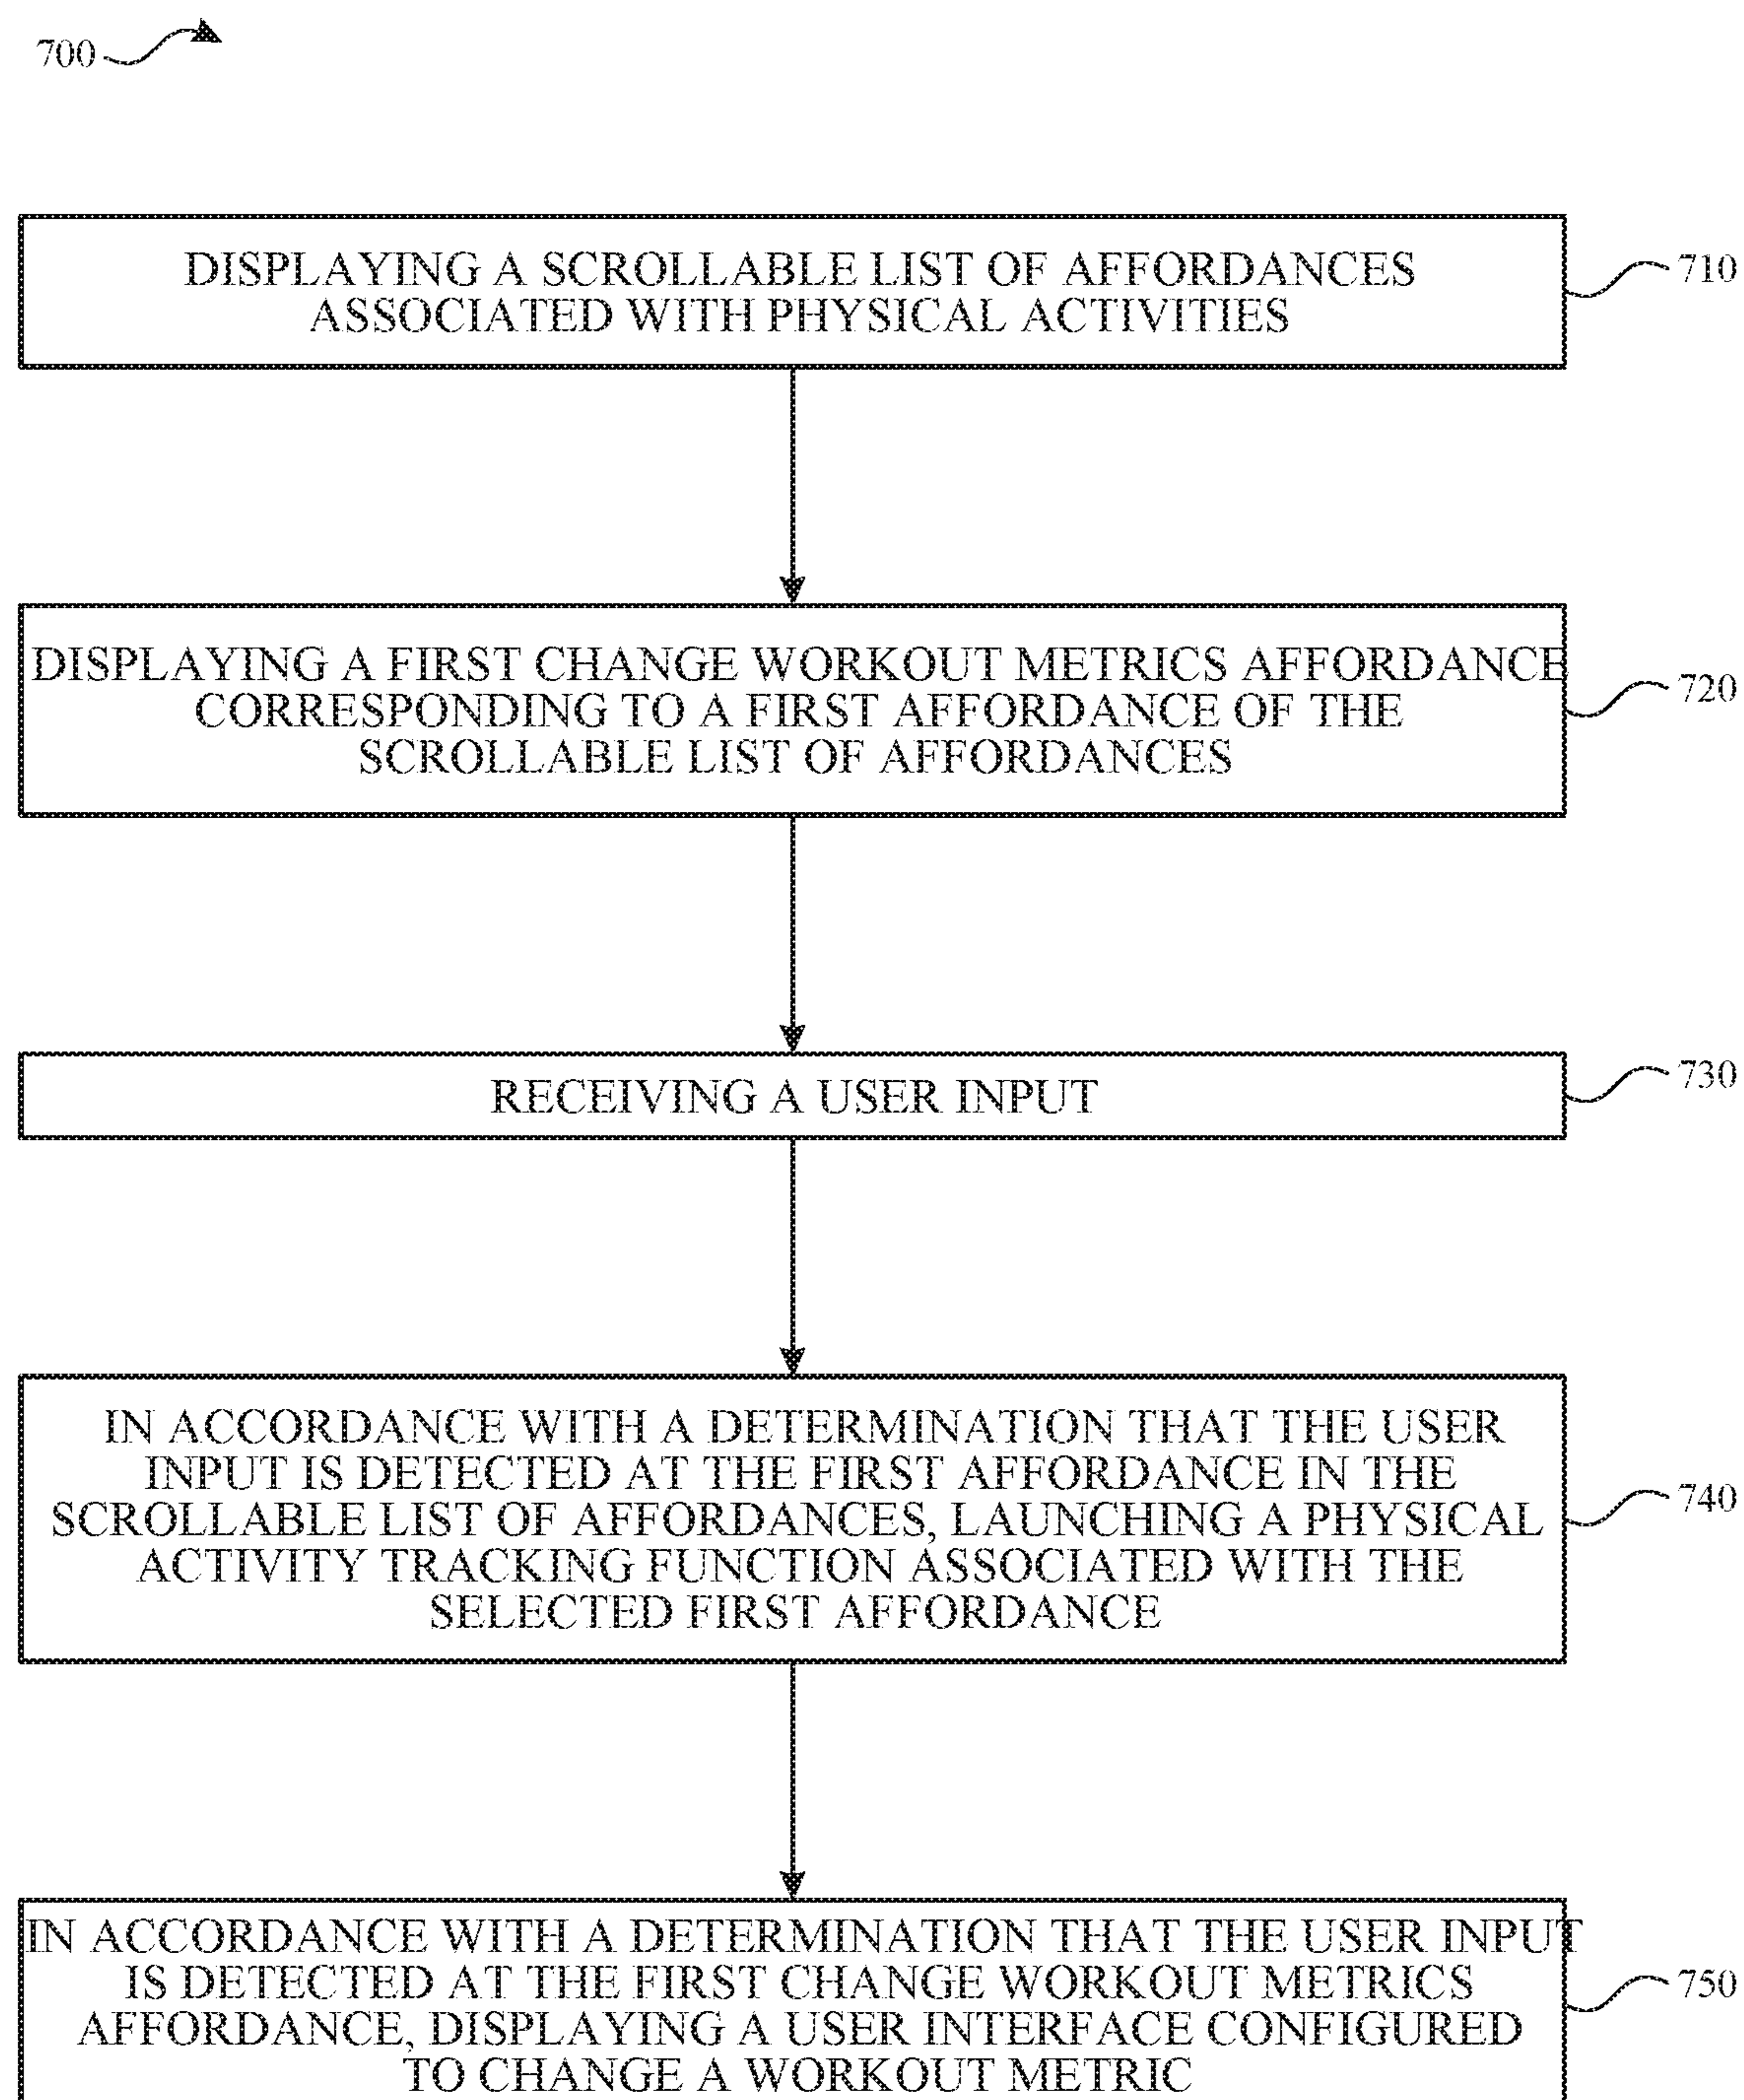 700
DISPLAYING A SCROLLABLE LIST OF AFFORDANCES
ASSOCIATED WITH PHYSICAL ACTIVITIES
710
DISPLAYING A FIRST CHANGE WORKOUT METRICS AFFORDANCE
CORRESPONDING TO A FIRST AFFORDANCE OF THE
SCROLLABLE LIST OF AFFORDANCES
720
RECEIVING A USER INPUT
730
IN ACCORDANCE WITH A DETERMINATION THAT THE USER
INPUT IS DETECTED AT THE FIRST AFFORDANCE IN THE
SCROLLABLE LIST OF AFFORDANCES, LAUNCHING A PHYSICAL
ACTIVITY TRACKING FUNCTION ASSOCIATED WITH THE
SELECTED FIRST AFFORDANCE
740
IN ACCORDANCE WITH A DETERMINATION THAT THE USER INPUT
IS DETECTED AT THE FIRST CHANGE WORKOUT METRICS
AFFORDANCE, DISPLAYING A USER INTERFACE CONFIGURED
TO CHANGE A WORKOUT METRIC
750